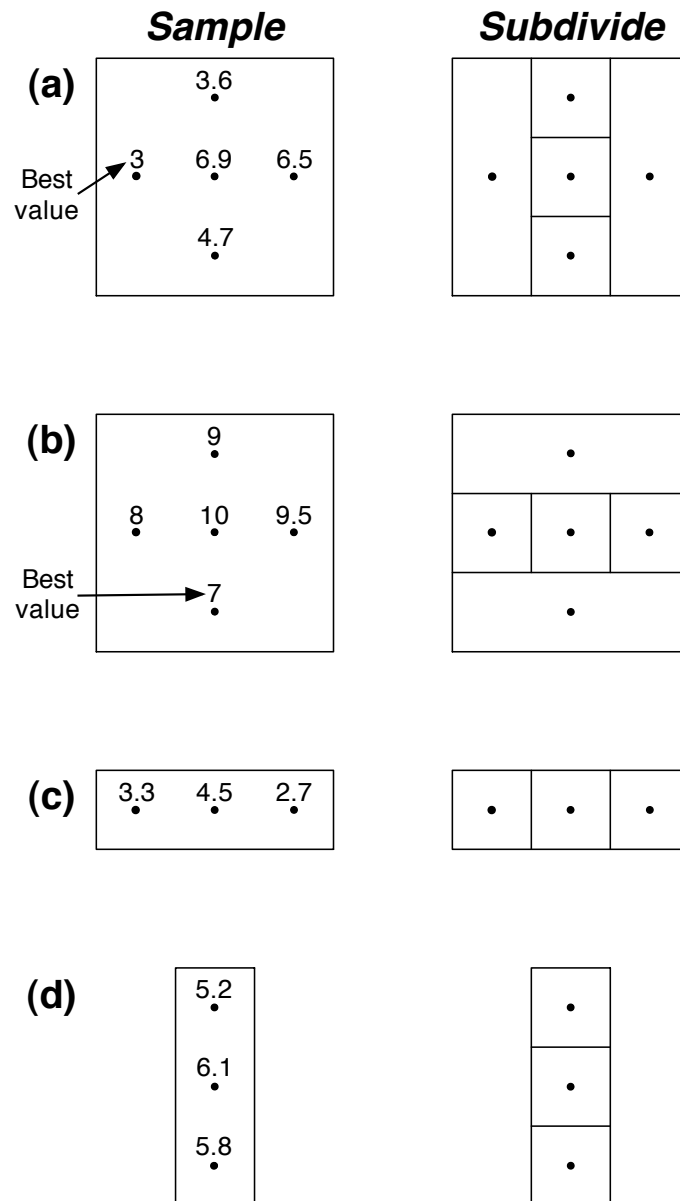 Sample Subdivide
(a)
3.6
3 6.9 6.5
Best
value
4.7
(b)
9
8 10 9.5
Best
value
7
(c)
3.3 4.5 2.7
(d)
5.2
6.1
5.8